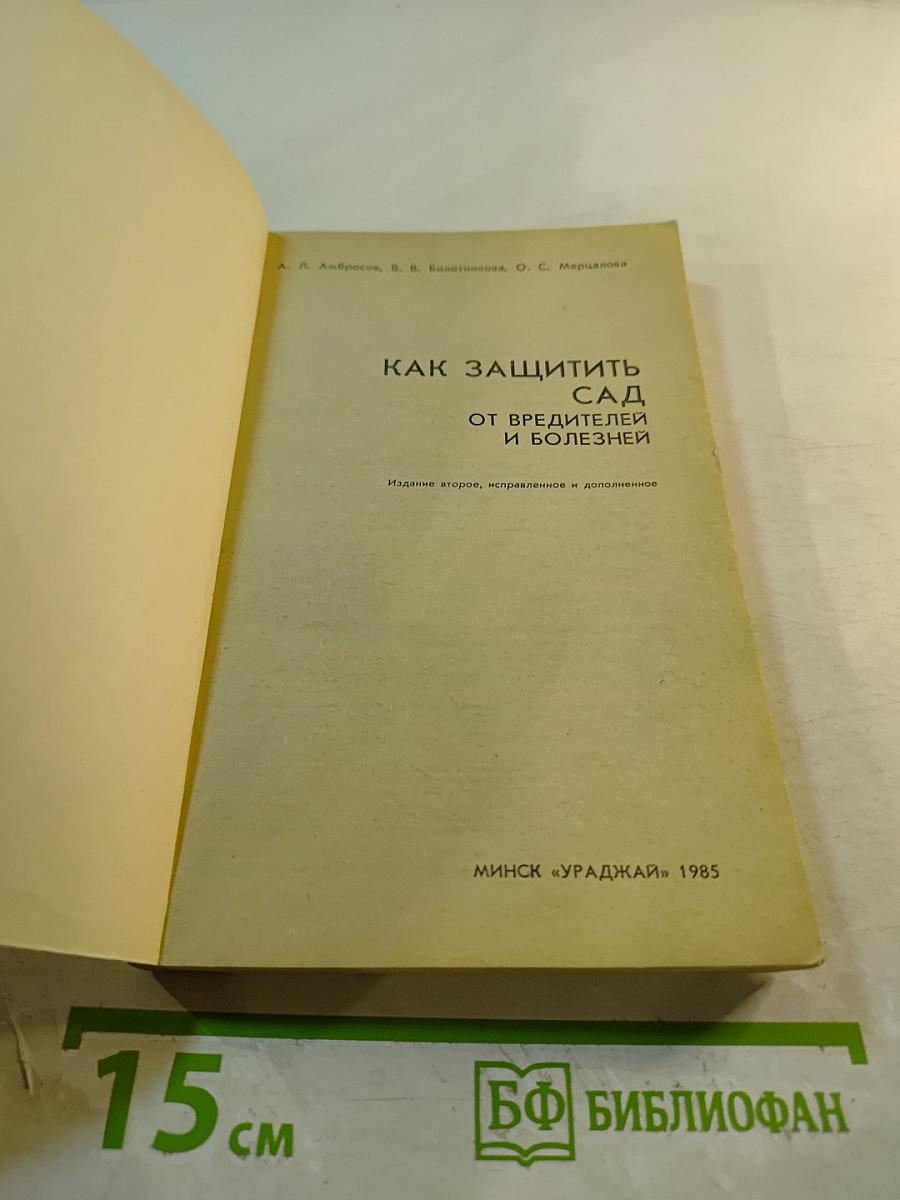 А. Л. Амбросов, В. В. Болотникова, О. С. Мерцалова
КАК ЗАЩИТИТЬ
САД
ОТ ВРЕДИТЕЛЕЙ
И БОЛЕЗНЕЙ
Издание второе, исправленное и дополненное
МИНСК «УРАДЖАЙ» 1985
15 см
БФ БИБЛИОФАН